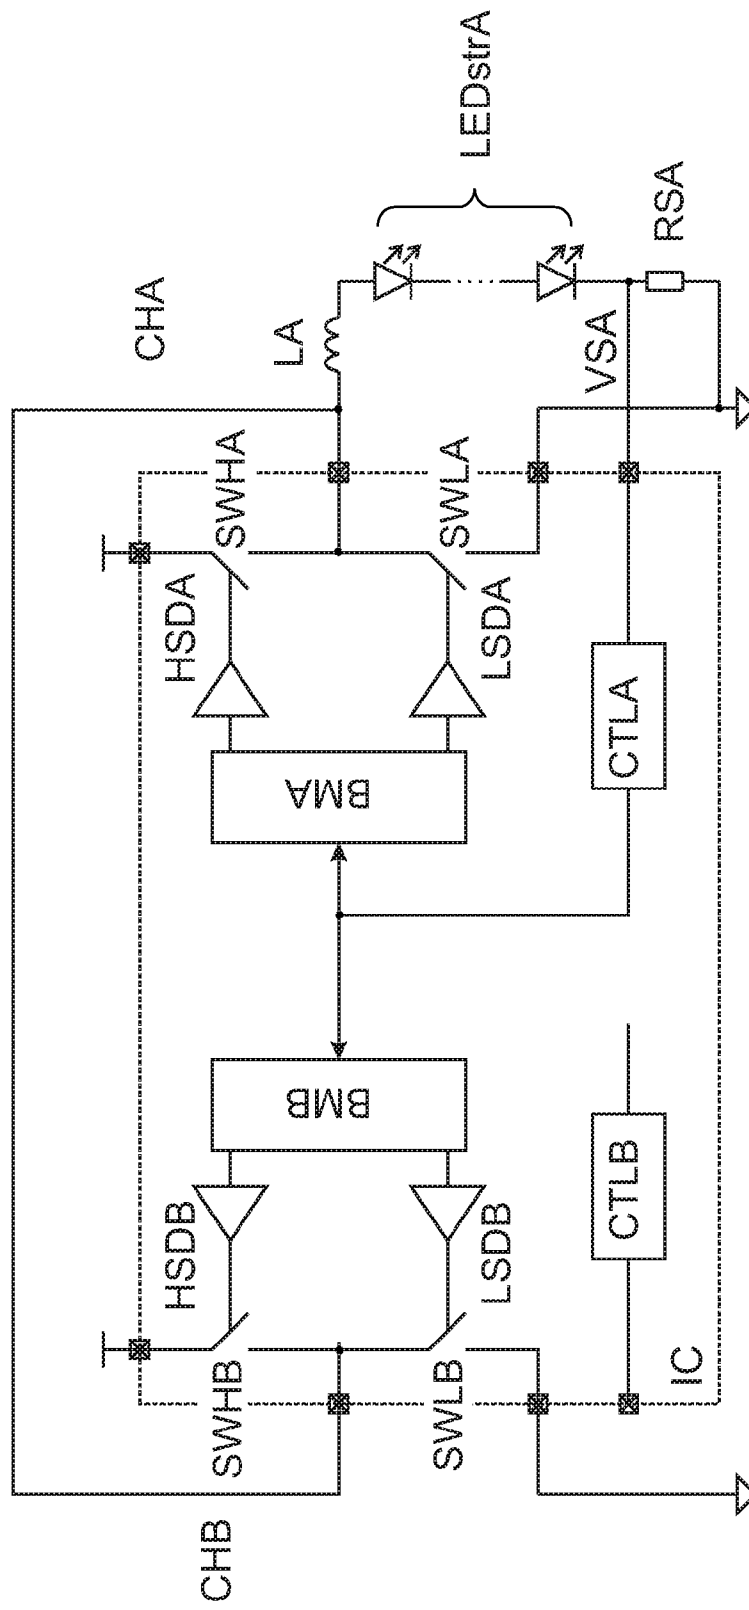 CHB
CHA
SWHB
HSDB
HSDA
SWHA
LA
LEDstrA
BMB
BMA
SWLB
LSDB
LSDA
SWLA
VSA
RSA
CTLB
CTLA
IC